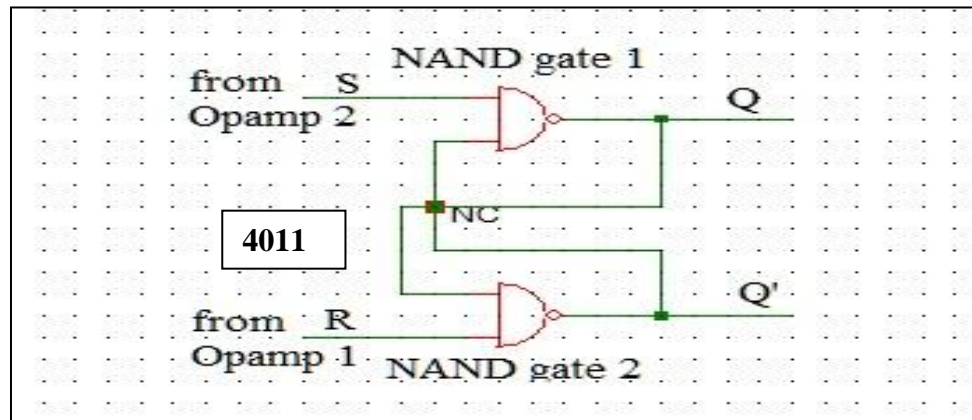 NAND gate 1
from S
Opamp 2
Q
NC
4011
Q'
from R
Opamp 1
NAND gate 2